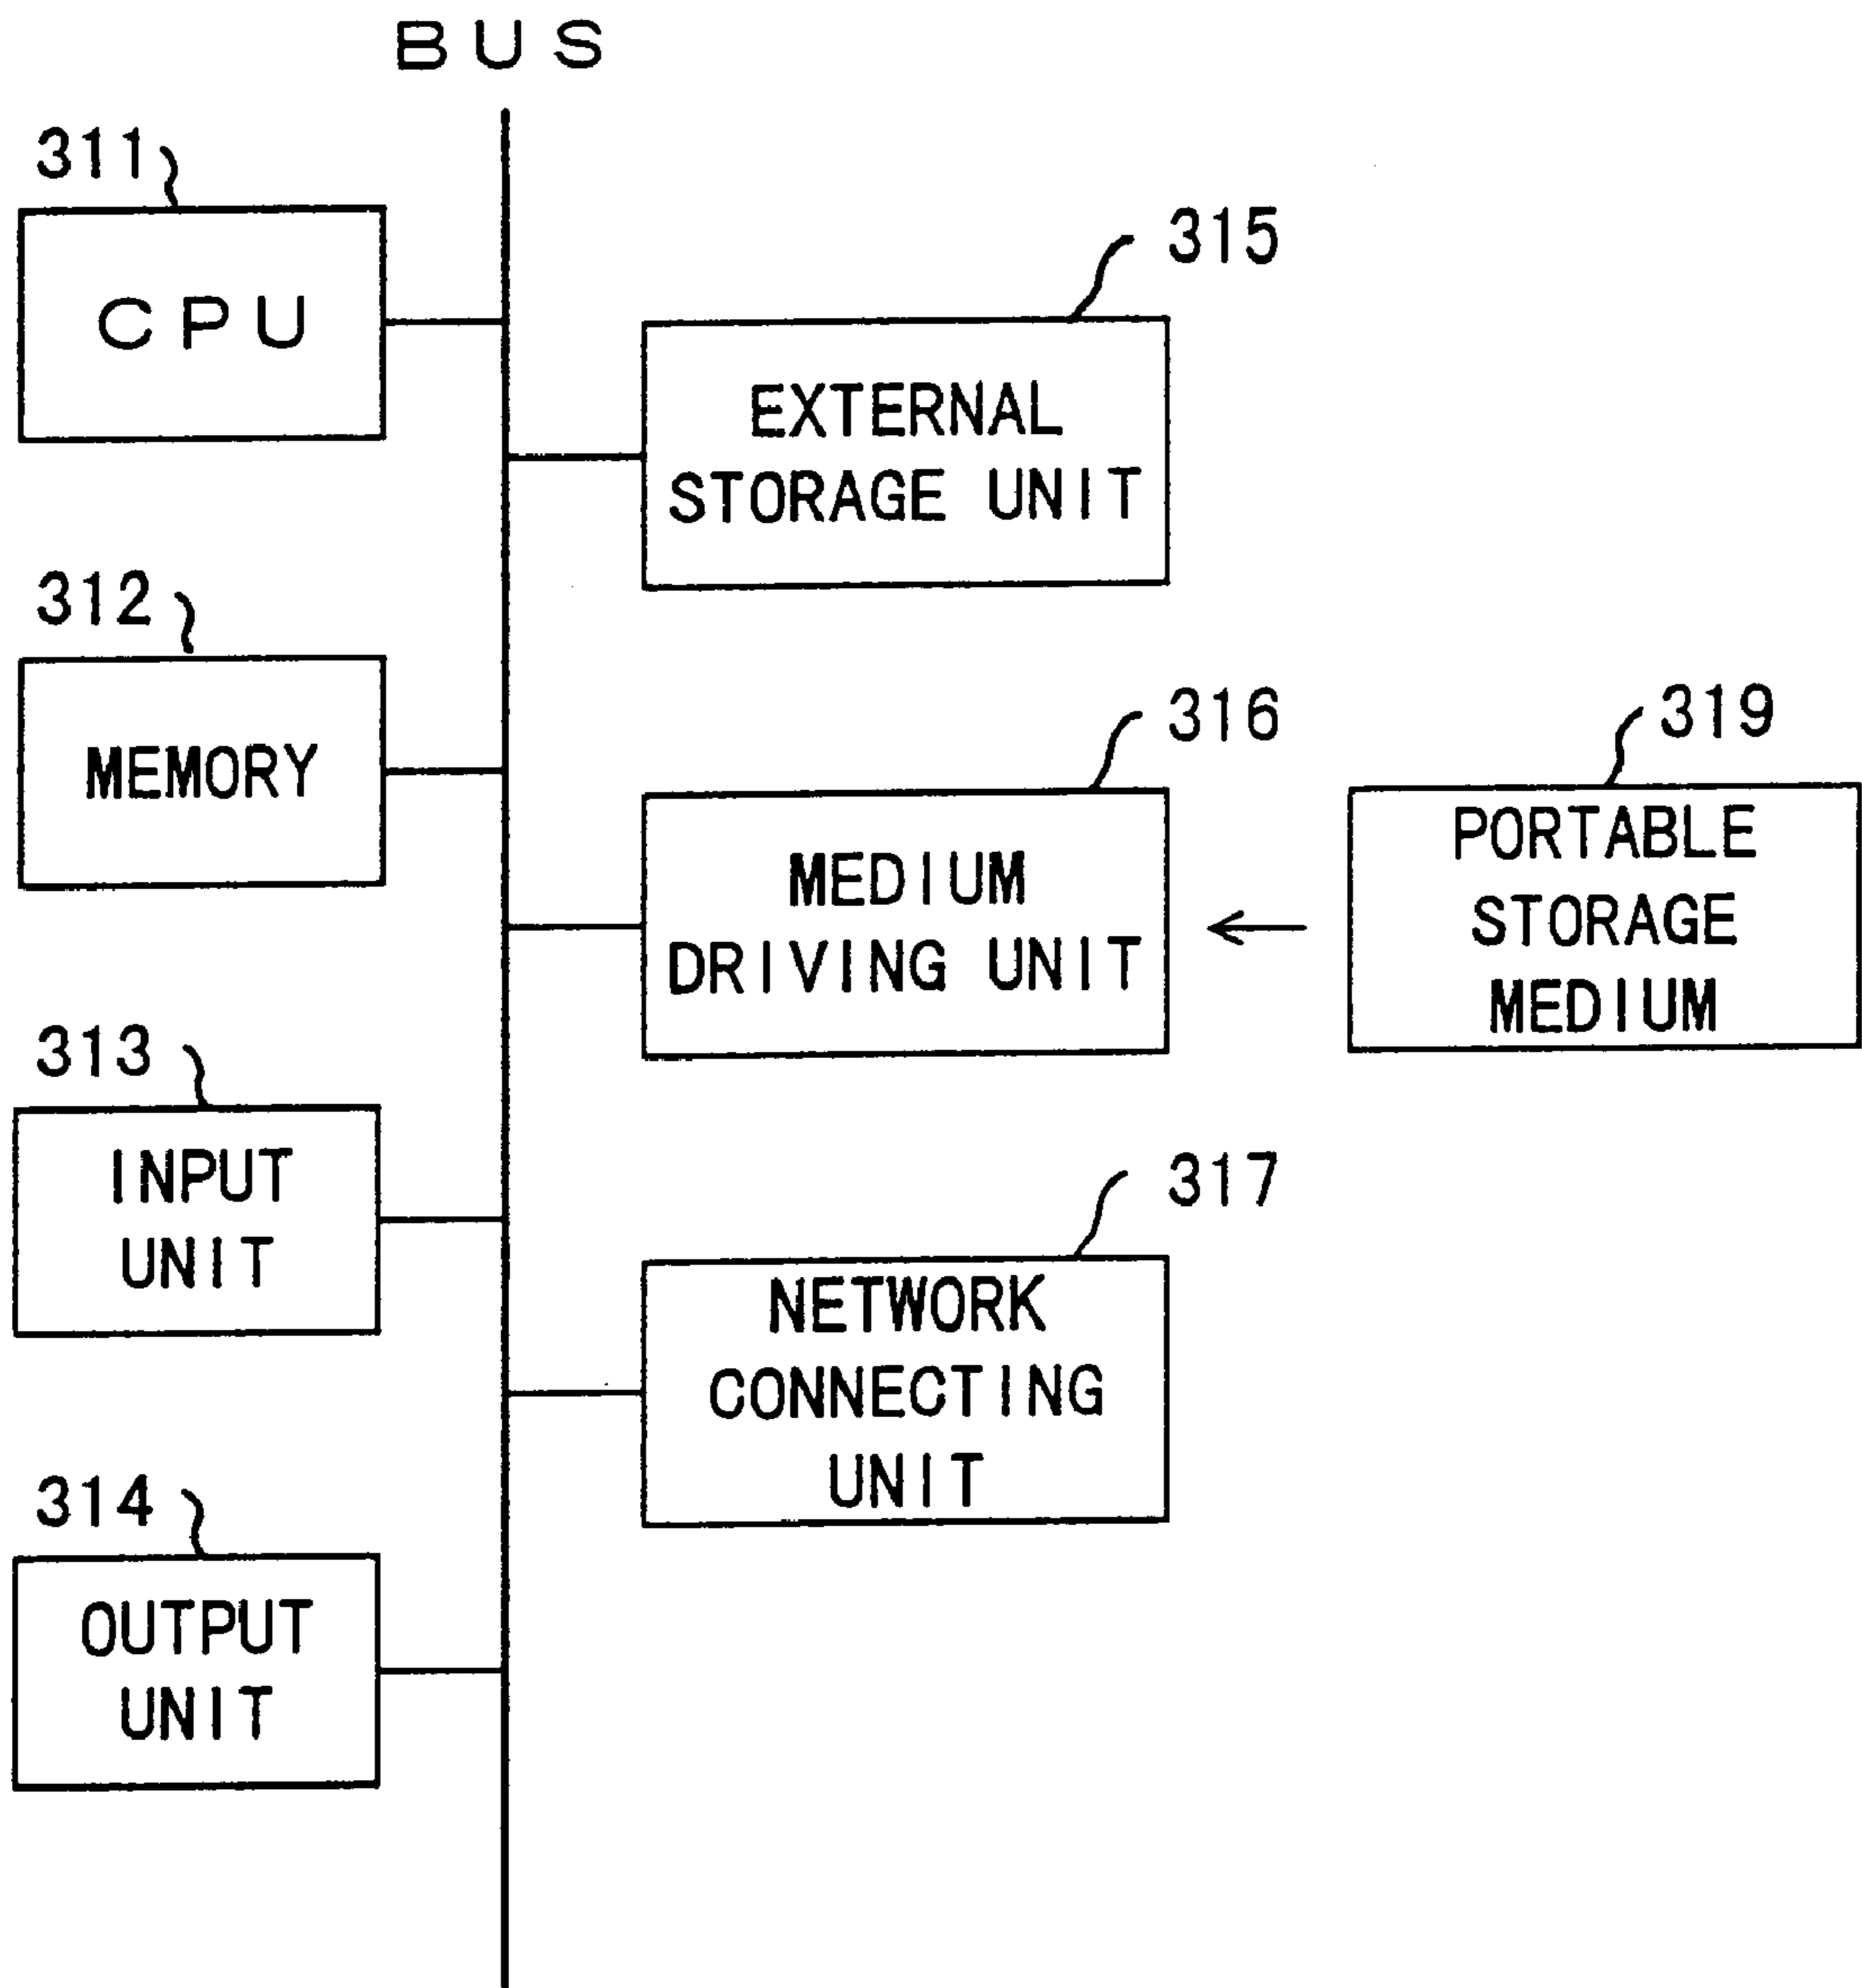 BUS
311
CPU
315
EXTERNAL
STORAGE UNIT
312
MEMORY
316
MEDIUM
DRIVING UNIT
319
PORTABLE
STORAGE
MEDIUM
313
INPUT
UNIT
317
NETWORK
CONNECTING
UNIT
314
OUTPUT
UNIT